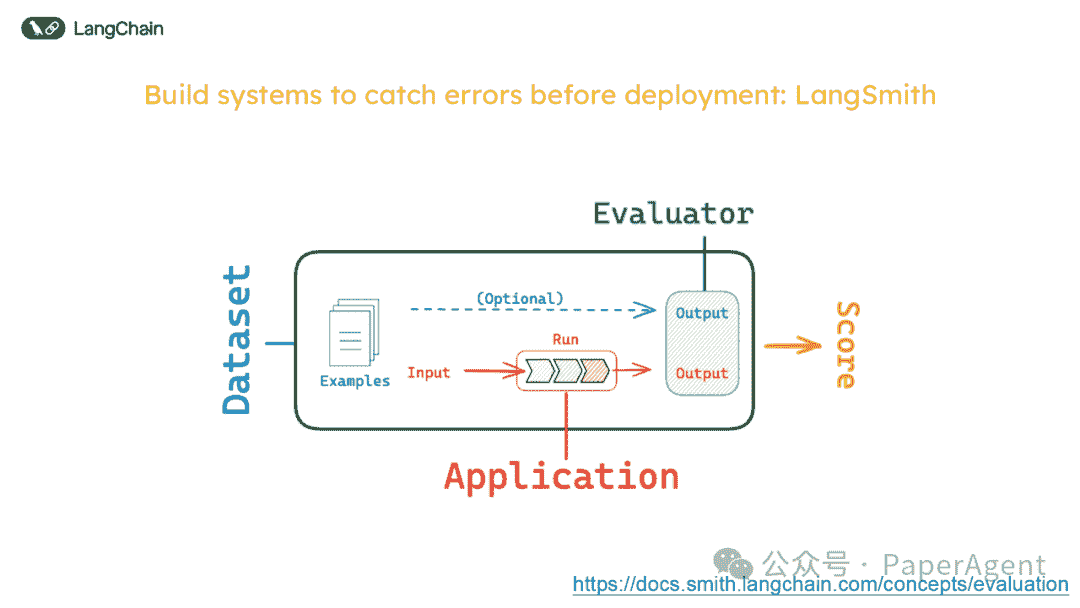 LangChain
Build systems to catch errors before deployment: LangSmith
Evaluator
Dataset
(Optional)
Output
Run
Examples
Input
Output
Score
Application
公众号 · PaperAgent
https://docs.smith.langchain.com/concepts/evaluation